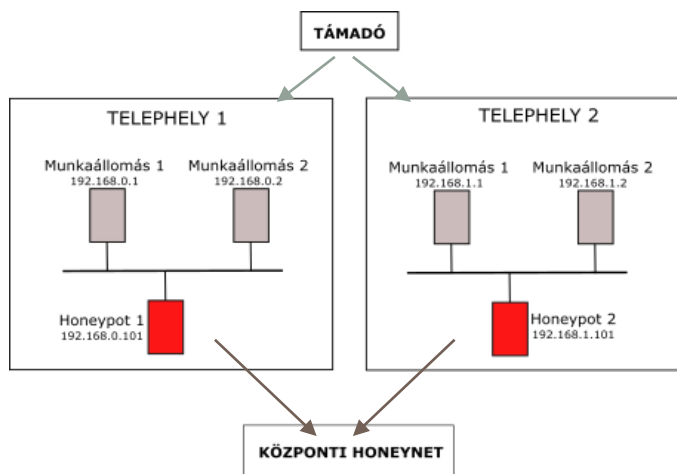 TÁMADÓ
TELEPHELY 1
Munkaállomás 1
192.168.0.1
Munkaállomás 2
192.168.0.2
Honeypot 1
192.168.0.101
TELEPHELY 2
Munkaállomás 1
192.168.1.1
Munkaállomás 2
192.168.1.2
Honeypot 2
192.168.1.101
KÖZPONTI HONEYNET